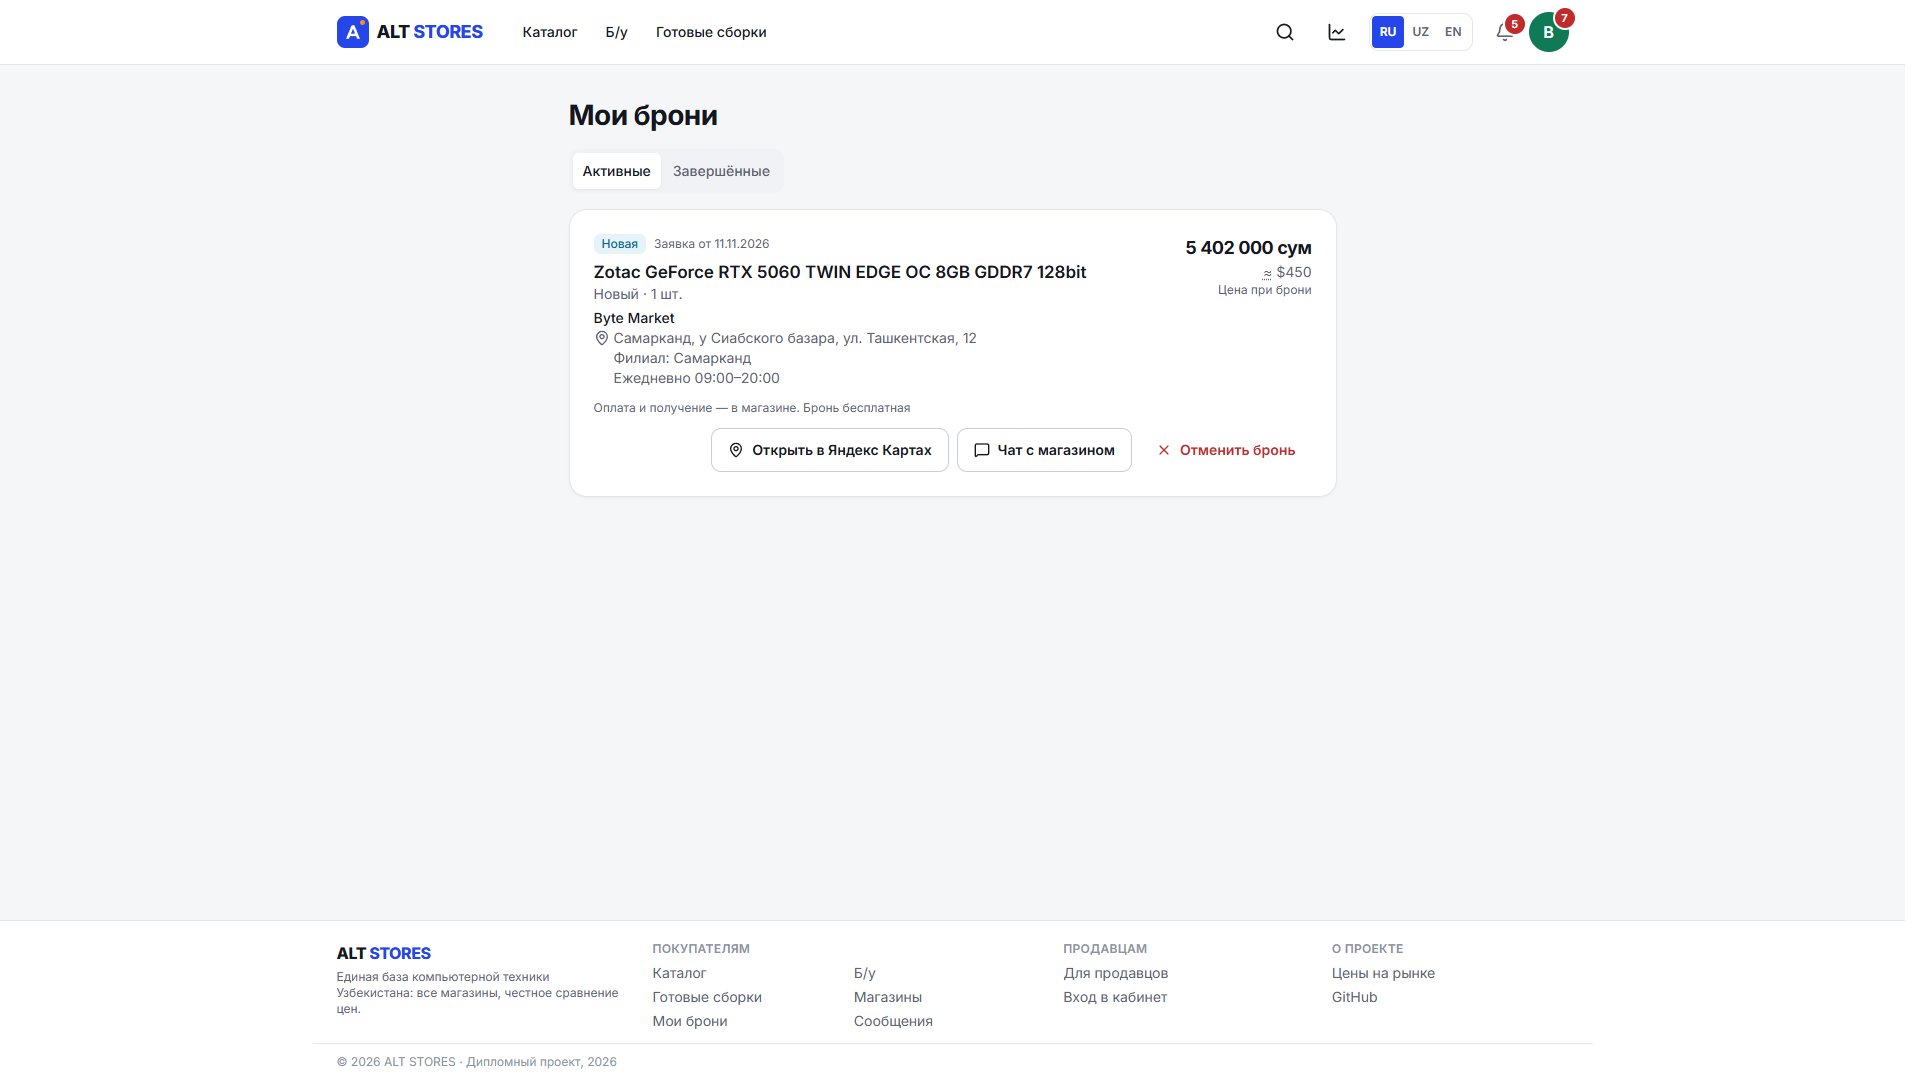 A ALT STORES Каталог Б/у Готовые сборки RU UZ EN 5 B 7
Мои брони
Активные Завершённые
Новая Заявка от 11.11.2026
5 402 000 сум
Zotac GeForce RTX 5060 TWIN EDGE OC 8GB GDDR7 128bit
≈ $450
Новый · 1 шт.
Цена при брони
Byte Market
Самарканд, у Сиабского базара, ул. Ташкентская, 12
Филиал: Самарканд
Ежедневно 09:00–20:00
Оплата и получение — в магазине. Бронь бесплатная
Открыть в Яндекс Картах Чат с магазином Отменить бронь
ALT STORES
Единая база компьютерной техники
Узбекистана: все магазины, честное сравнение
цен.
ПОКУПАТЕЛЯМ
Каталог Б/у
Готовые сборки Магазины
Мои брони Сообщения
ПРОДАВЦАМ
Для продавцов
Вход в кабинет
О ПРОЕКТЕ
Цены на рынке
GitHub
© 2026 ALT STORES · Дипломный проект, 2026